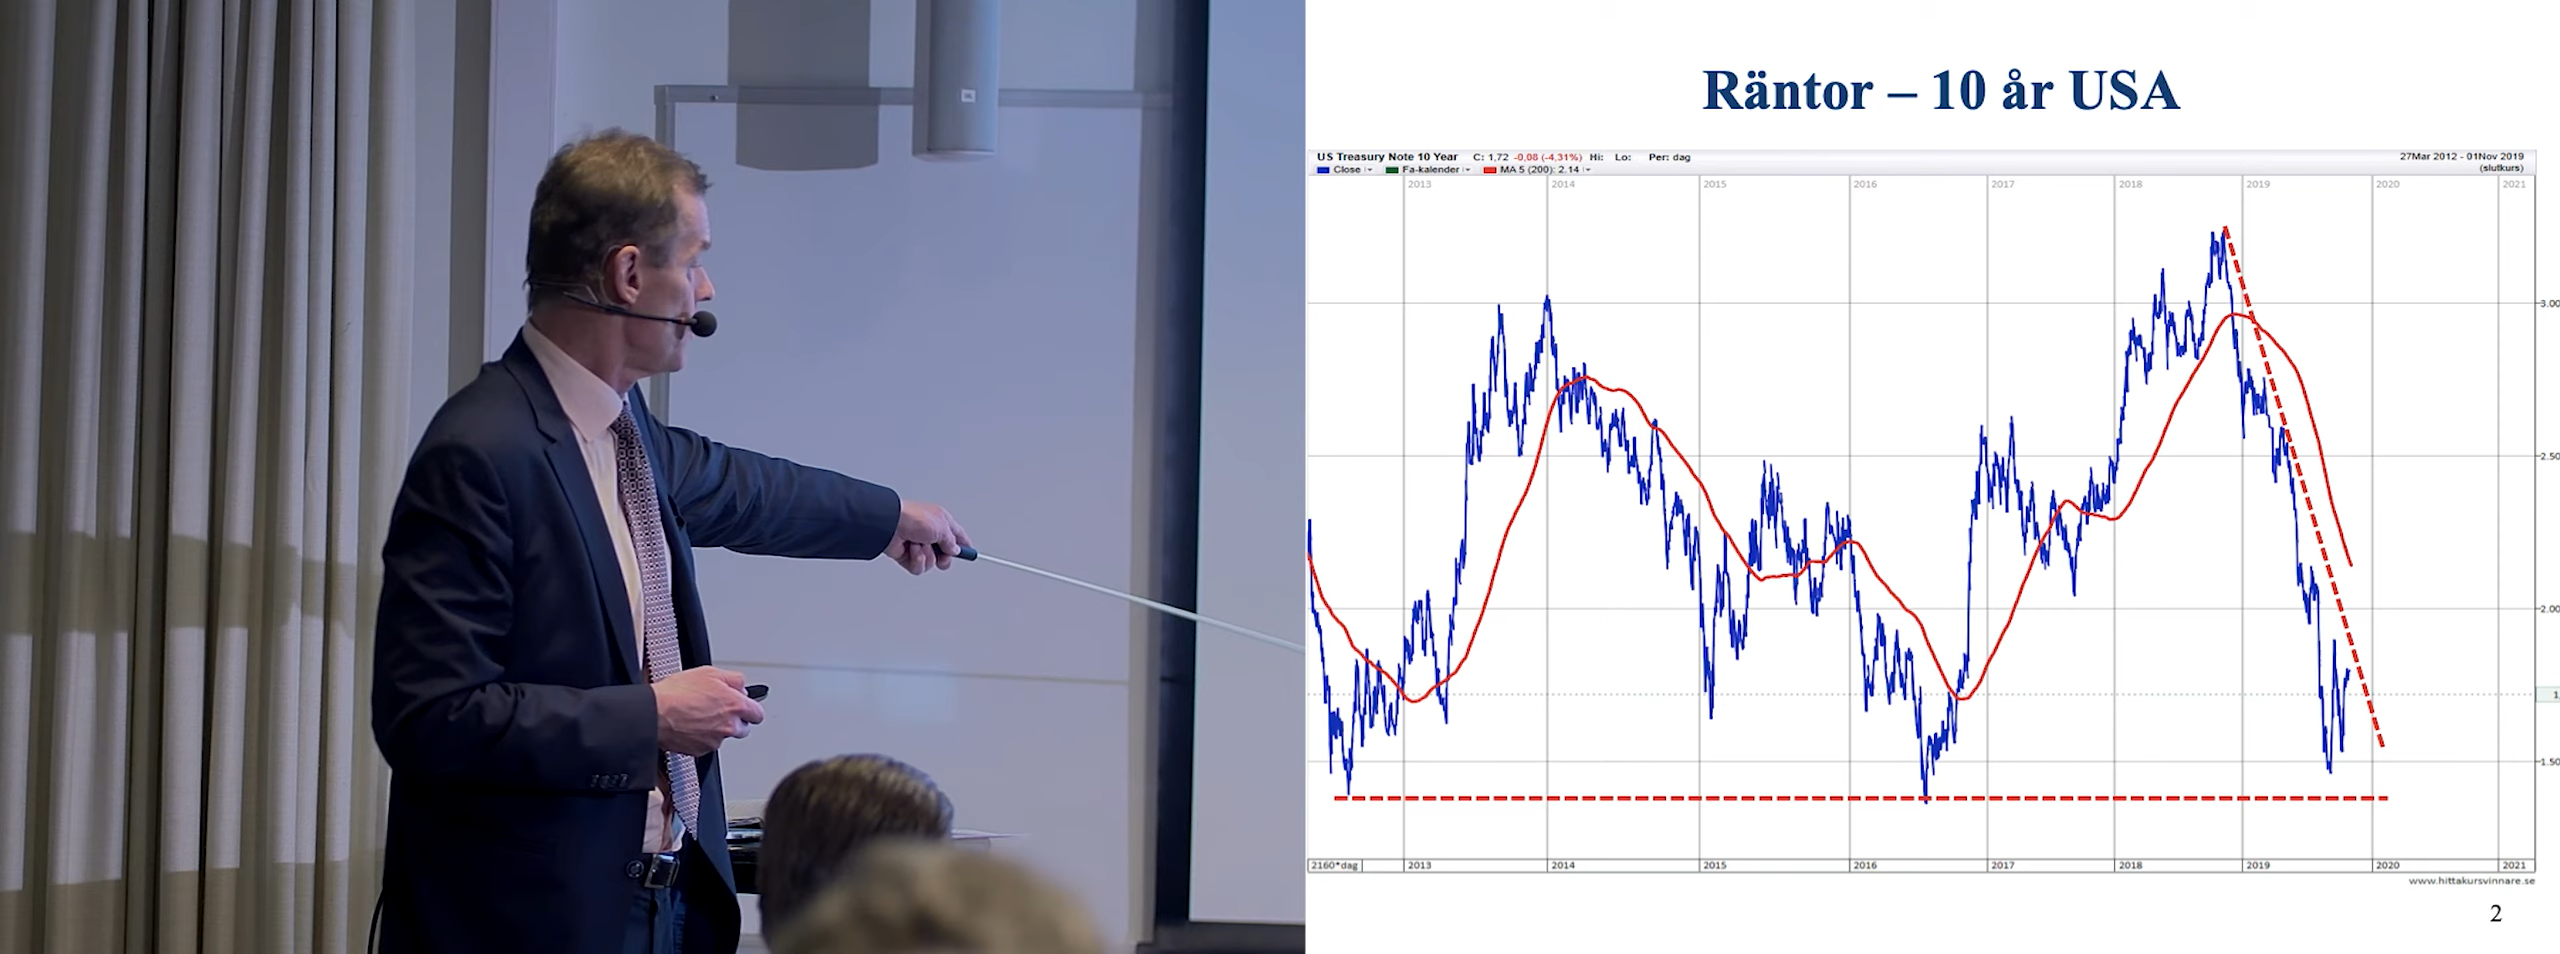 Räntor – 10 år USA
US Treasury Note 10 Year C: 1,72 -0,08 (-4,31%) Hi: Lo: Per: dag
27Mar 2012 - 01Nov 2019
Close Fa-kalender MA 5 (200): 2.14
(slutkurs)
2013 2014 2015 2016 2017 2018 2019 2020 2021
3.00
2.50
2.00
1
1.50
2160*dag 2013 2014 2015 2016 2017 2018 2019 2020 2021
www.hittakursvinnare.se
2